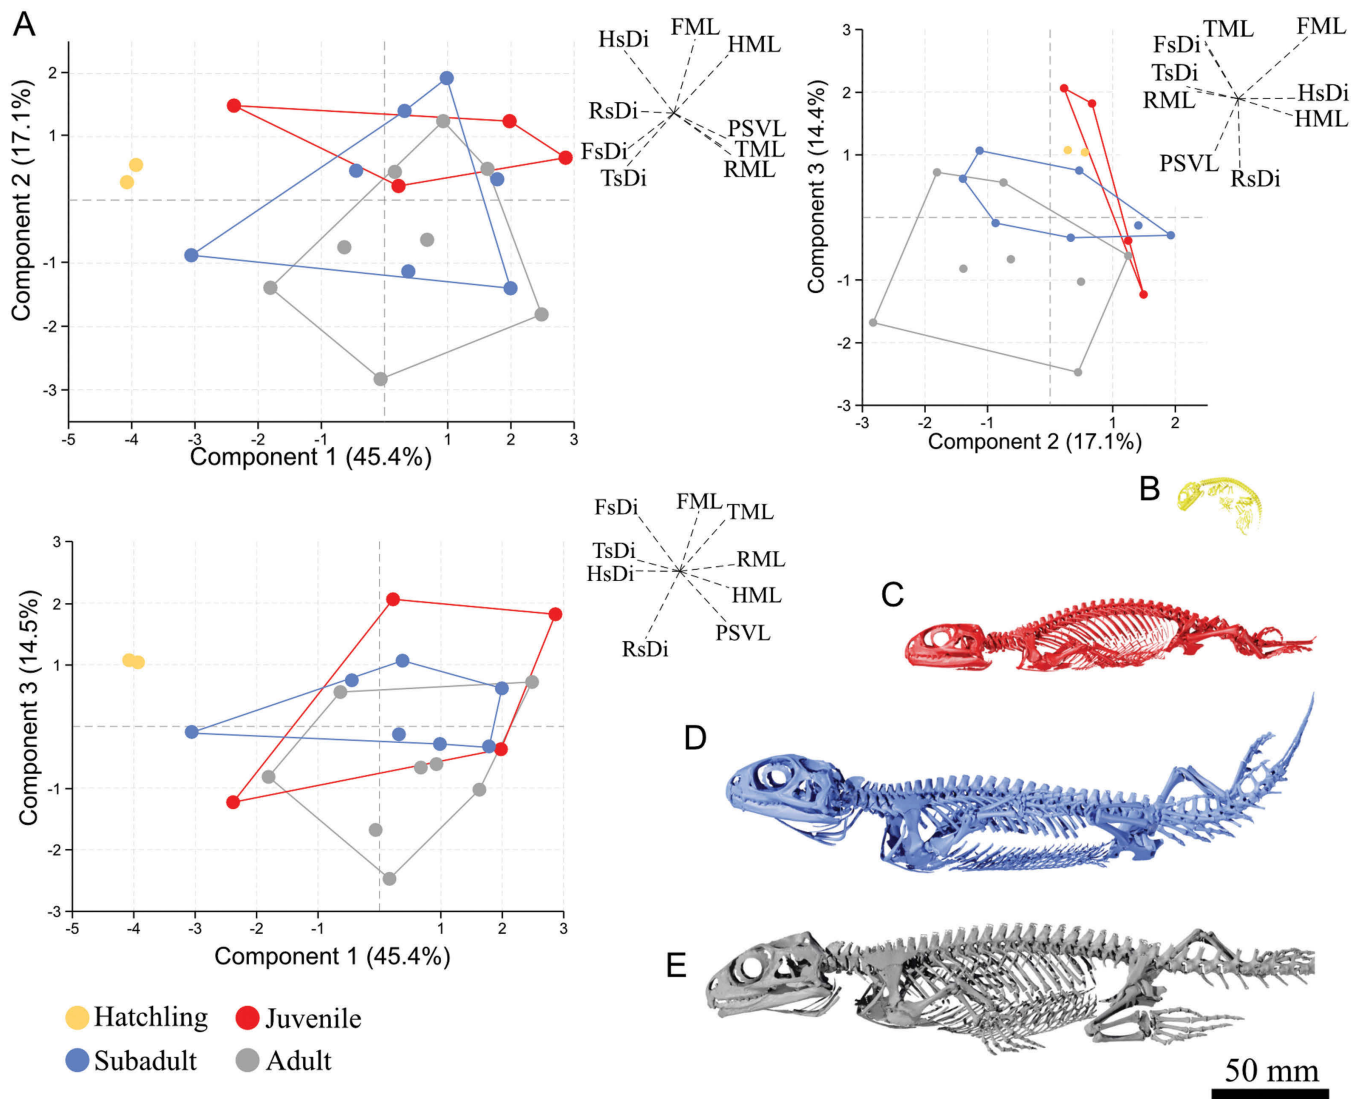 A
HsDi
FML
HML
RsDi
PSVL
TML
RML
FsDi
TsDi
Component 2 (17.1%)
2
1
-1
-2
-3
-5
-4
-3
-2
-1
1
2
3
Component 1 (45.4%)
TML
FML
FsDi
TsDi
RML
HsDi
HML
PSVL
RsDi
Component 3 (14.4%)
3
2
1
-1
-2
-3
-3
-2
-1
1
2
Component 2 (17.1%)
FsDi
FML
TML
TsDi
HsDi
RML
HML
PSVL
RsDi
Component 3 (14.5%)
3
2
1
-1
-2
-3
-5
-4
-3
-2
-1
1
2
3
Component 1 (45.4%)
B
C
D
E
Hatchling
Juvenile
Subadult
Adult
50 mm